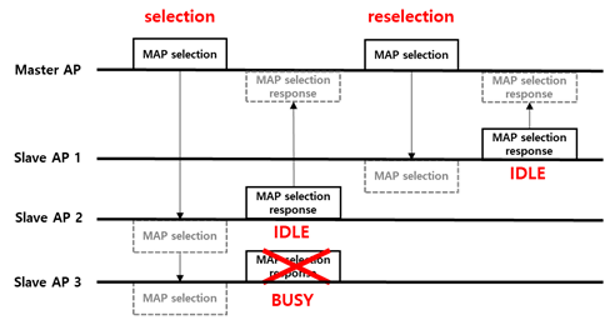 selection reselection
MAP selection MAP selection
Master AP
MAP selection response MAP selection response
MAP selection response
Slave AP 1
MAP selection IDLE
MAP selection response
Slave AP 2
MAP selection IDLE
MAP selection response
Slave AP 3
MAP selection BUSY